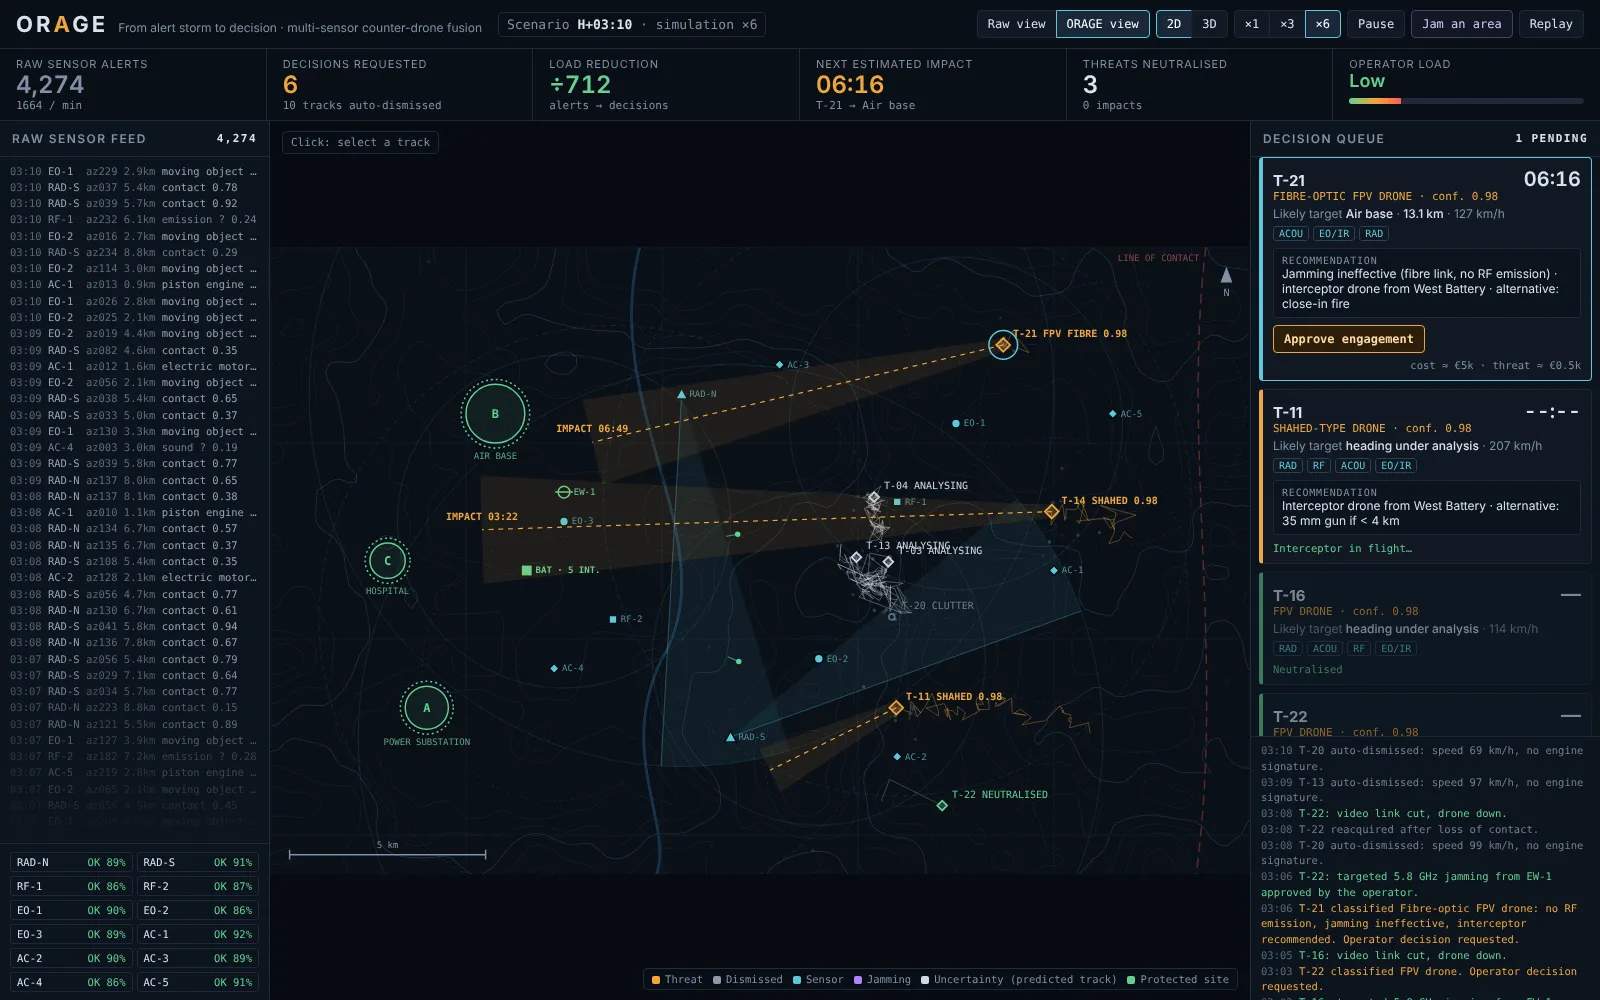 ORAGE From alert storm to decision · multi-sensor counter-drone fusion
Scenario H+03:10 · simulation ×6
Raw view ORAGE view 2D 3D ×1 ×3 ×6 Pause Jam an area Replay
RAW SENSOR ALERTS
4,274
1664 / min
DECISIONS REQUESTED
6
10 tracks auto-dismissed
LOAD REDUCTION
÷712
alerts → decisions
NEXT ESTIMATED IMPACT
06:16
T-21 → Air base
THREATS NEUTRALISED
3
0 impacts
OPERATOR LOAD
Low
RAW SENSOR FEED 4,274
03:10 EO-1 az229 2.9km moving object …
03:10 RAD-S az037 5.4km contact 0.78
03:10 RAD-S az039 5.7km contact 0.92
03:10 RF-1 az232 6.1km emission ? 0.24
03:10 EO-2 az016 2.7km moving object …
03:10 RAD-S az234 8.8km contact 0.29
03:10 EO-2 az114 3.0km moving object …
03:10 AC-1 az013 0.9km piston engine …
03:10 EO-1 az026 2.8km moving object …
03:10 EO-2 az025 2.1km moving object …
03:09 EO-2 az019 4.4km moving object …
03:09 RAD-S az082 4.6km contact 0.35
03:09 AC-1 az012 1.6km electric motor…
03:09 EO-2 az056 2.1km moving object …
03:09 RAD-S az038 5.4km contact 0.65
03:09 RAD-S az033 5.0km contact 0.37
03:09 EO-1 az130 3.3km moving object …
03:09 AC-4 az003 3.0km sound ? 0.19
03:09 RAD-S az039 5.8km contact 0.77
03:09 RAD-N az137 8.0km contact 0.65
03:08 RAD-N az137 8.1km contact 0.38
03:08 AC-1 az010 1.1km piston engine …
03:08 RAD-N az134 6.7km contact 0.57
03:08 RAD-N az135 6.7km contact 0.37
03:08 RAD-S az108 5.4km contact 0.35
03:08 AC-2 az128 2.1km electric motor…
03:08 RAD-S az056 4.7km contact 0.77
03:08 RAD-N az130 6.7km contact 0.61
03:08 RAD-S az041 5.8km contact 0.94
03:08 RAD-N az136 7.8km contact 0.67
03:07 RAD-S az056 5.4km contact 0.79
03:07 RAD-S az029 7.1km contact 0.64
03:07 RAD-S az034 5.7km contact 0.77
03:07 RAD-N az223 8.8km contact 0.15
03:07 RAD-N az121 5.5km contact 0.89
03:07 EO-1 az127 3.9km moving object …
03:07 RF-2 az182 7.2km emission ? 0.28
03:07 AC-5 az219 2.8km piston engine …
03:07 EO-2 az065 2.1km moving object …
03:07 RAD-S az056 4.9km contact 0.45
RAD-N OK 89% RAD-S OK 91%
RF-1 OK 86% RF-2 OK 87%
EO-1 OK 90% EO-2 OK 86%
EO-3 OK 89% AC-1 OK 92%
AC-2 OK 90% AC-3 OK 89%
AC-4 OK 86% AC-5 OK 91%
Click: select a track
LINE OF CONTACT
N
T-21 FPV FIBRE 0.98
AC-3
RAD-N
B
AC-5
EO-1
IMPACT 06:49
AIR BASE
T-04 ANALYSING
EW-1
RF-1
T-14 SHAHED 0.98
IMPACT 03:22
EO-3
T-13 ANALYSING
T-03 ANALYSING
C
BAT · 5 INT.
AC-1
HOSPITAL
T-20 CLUTTER
RF-2
EO-2
AC-4
T-11 SHAHED 0.98
A
RAD-S
POWER SUBSTATION
AC-2
T-22 NEUTRALISED
5 km
Threat Dismissed Sensor Jamming Uncertainty (predicted track) Protected site
DECISION QUEUE 1 PENDING
T-21 06:16
FIBRE-OPTIC FPV DRONE · conf. 0.98
Likely target Air base · 13.1 km · 127 km/h
ACOU EO/IR RAD
RECOMMENDATION
Jamming ineffective (fibre link, no RF emission) ·
interceptor drone from West Battery · alternative:
close-in fire
Approve engagement
cost ≈ €5k · threat ≈ €0.5k
T-11 --:--
SHAHED-TYPE DRONE · conf. 0.98
Likely target heading under analysis · 207 km/h
RAD RF ACOU EO/IR
RECOMMENDATION
Interceptor drone from West Battery · alternative:
35 mm gun if < 4 km
Interceptor in flight…
T-16 —
FPV DRONE · conf. 0.98
Likely target heading under analysis · 114 km/h
RAD ACOU RF EO/IR
Neutralised
T-22 —
FPV DRONE · conf. 0.98
03:10 T-20 auto-dismissed: speed 69 km/h, no engine
signature.
03:09 T-13 auto-dismissed: speed 97 km/h, no engine
signature.
03:08 T-22: video link cut, drone down.
03:08 T-22 reacquired after loss of contact.
03:08 T-20 auto-dismissed: speed 99 km/h, no engine
signature.
03:06 T-22: targeted 5.8 GHz jamming from EW-1
approved by the operator.
03:06 T-21 classified Fibre-optic FPV drone: no RF
emission, jamming ineffective, interceptor
recommended. Operator decision requested.
03:05 T-16: video link cut, drone down.
03:03 T-22 classified FPV drone. Operator decision
requested.